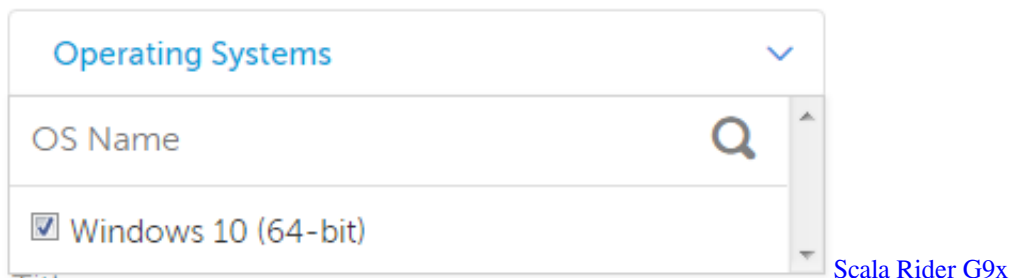 Operating Systems
OS Name
Windows 10 (64-bit)
Scala Rider G9x